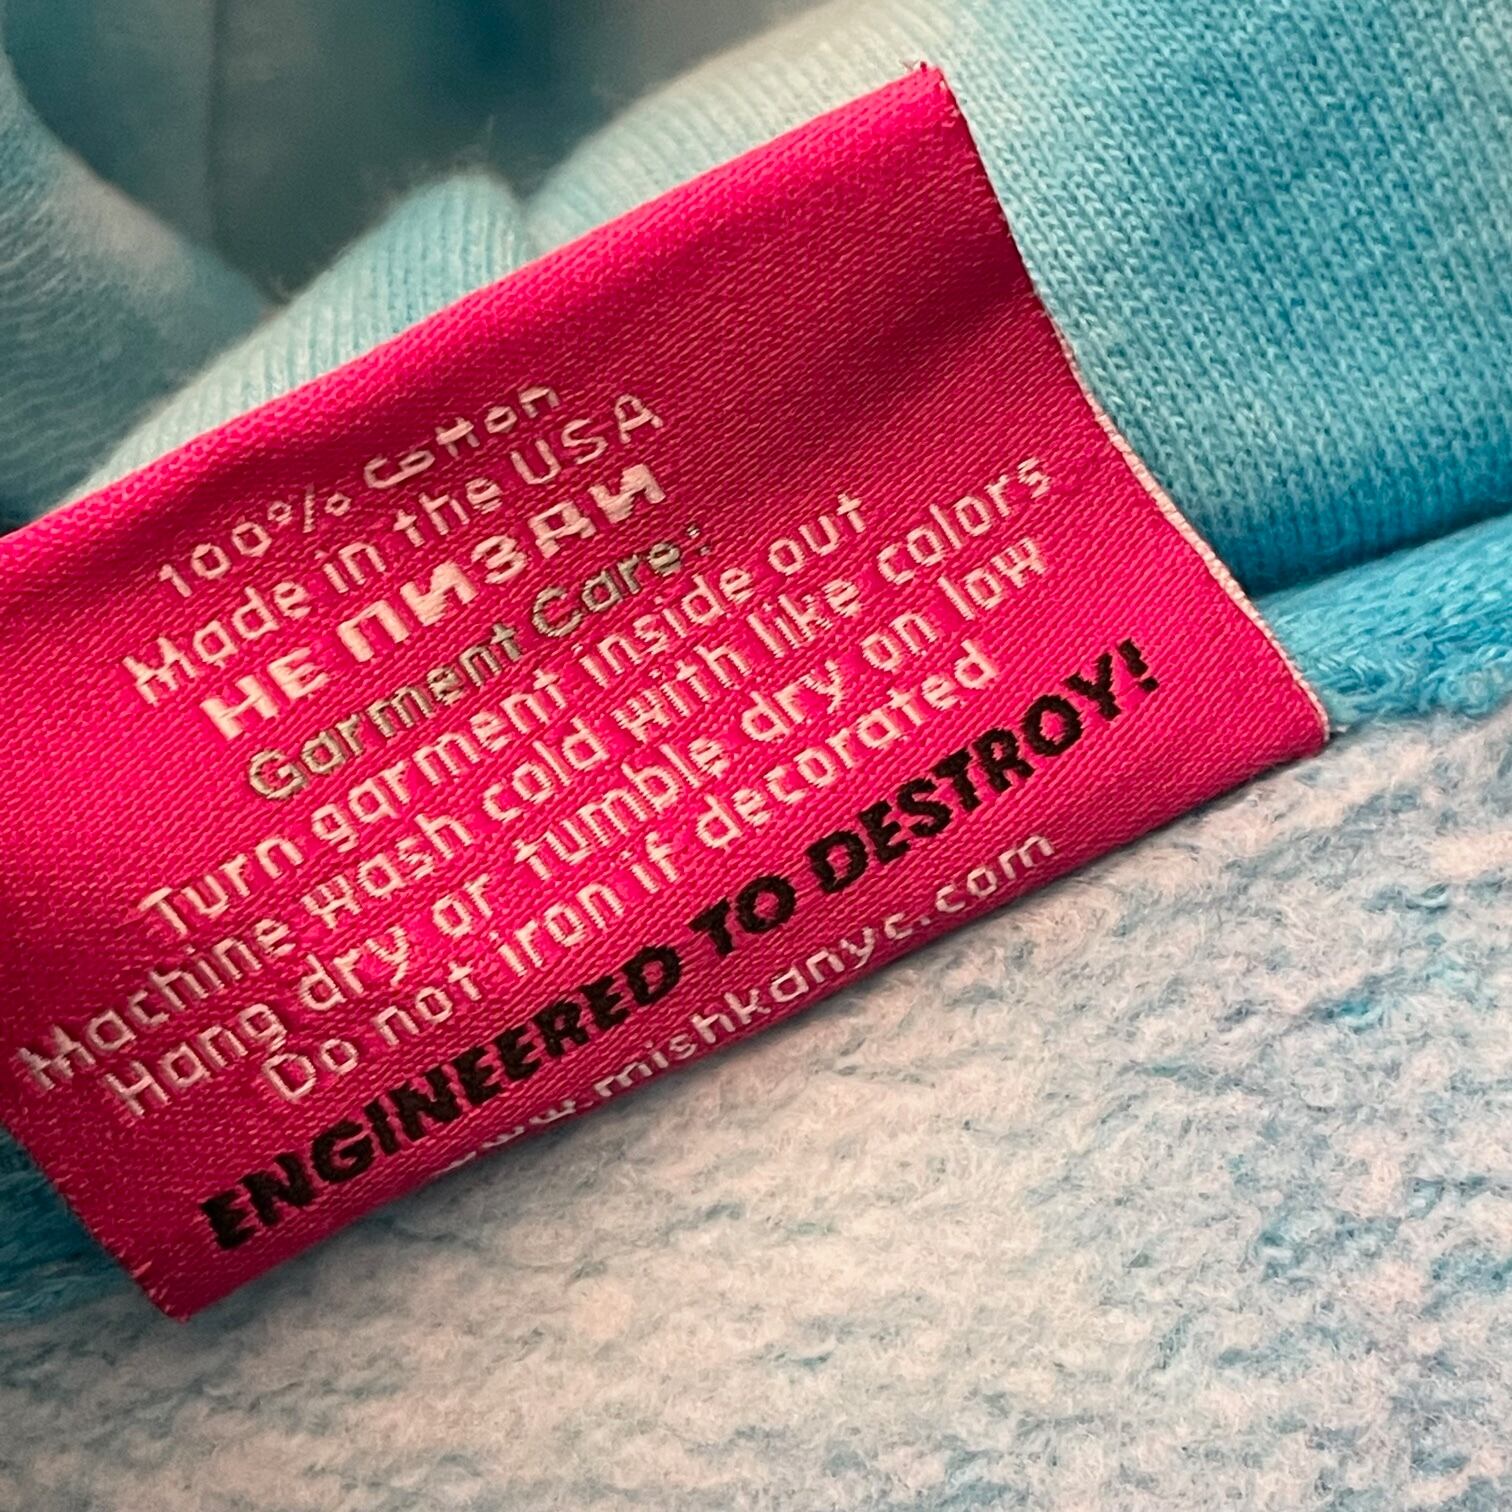 100% Cotton
Made in the USA
НЕ ПИЗДИ
Garment Care:
Turn garment inside out
Machine wash cold with like colors
Hang dry or tumble dry on low
Do not iron if decorated
ENGINEERED TO DESTROY!
www.mishkanyc.com